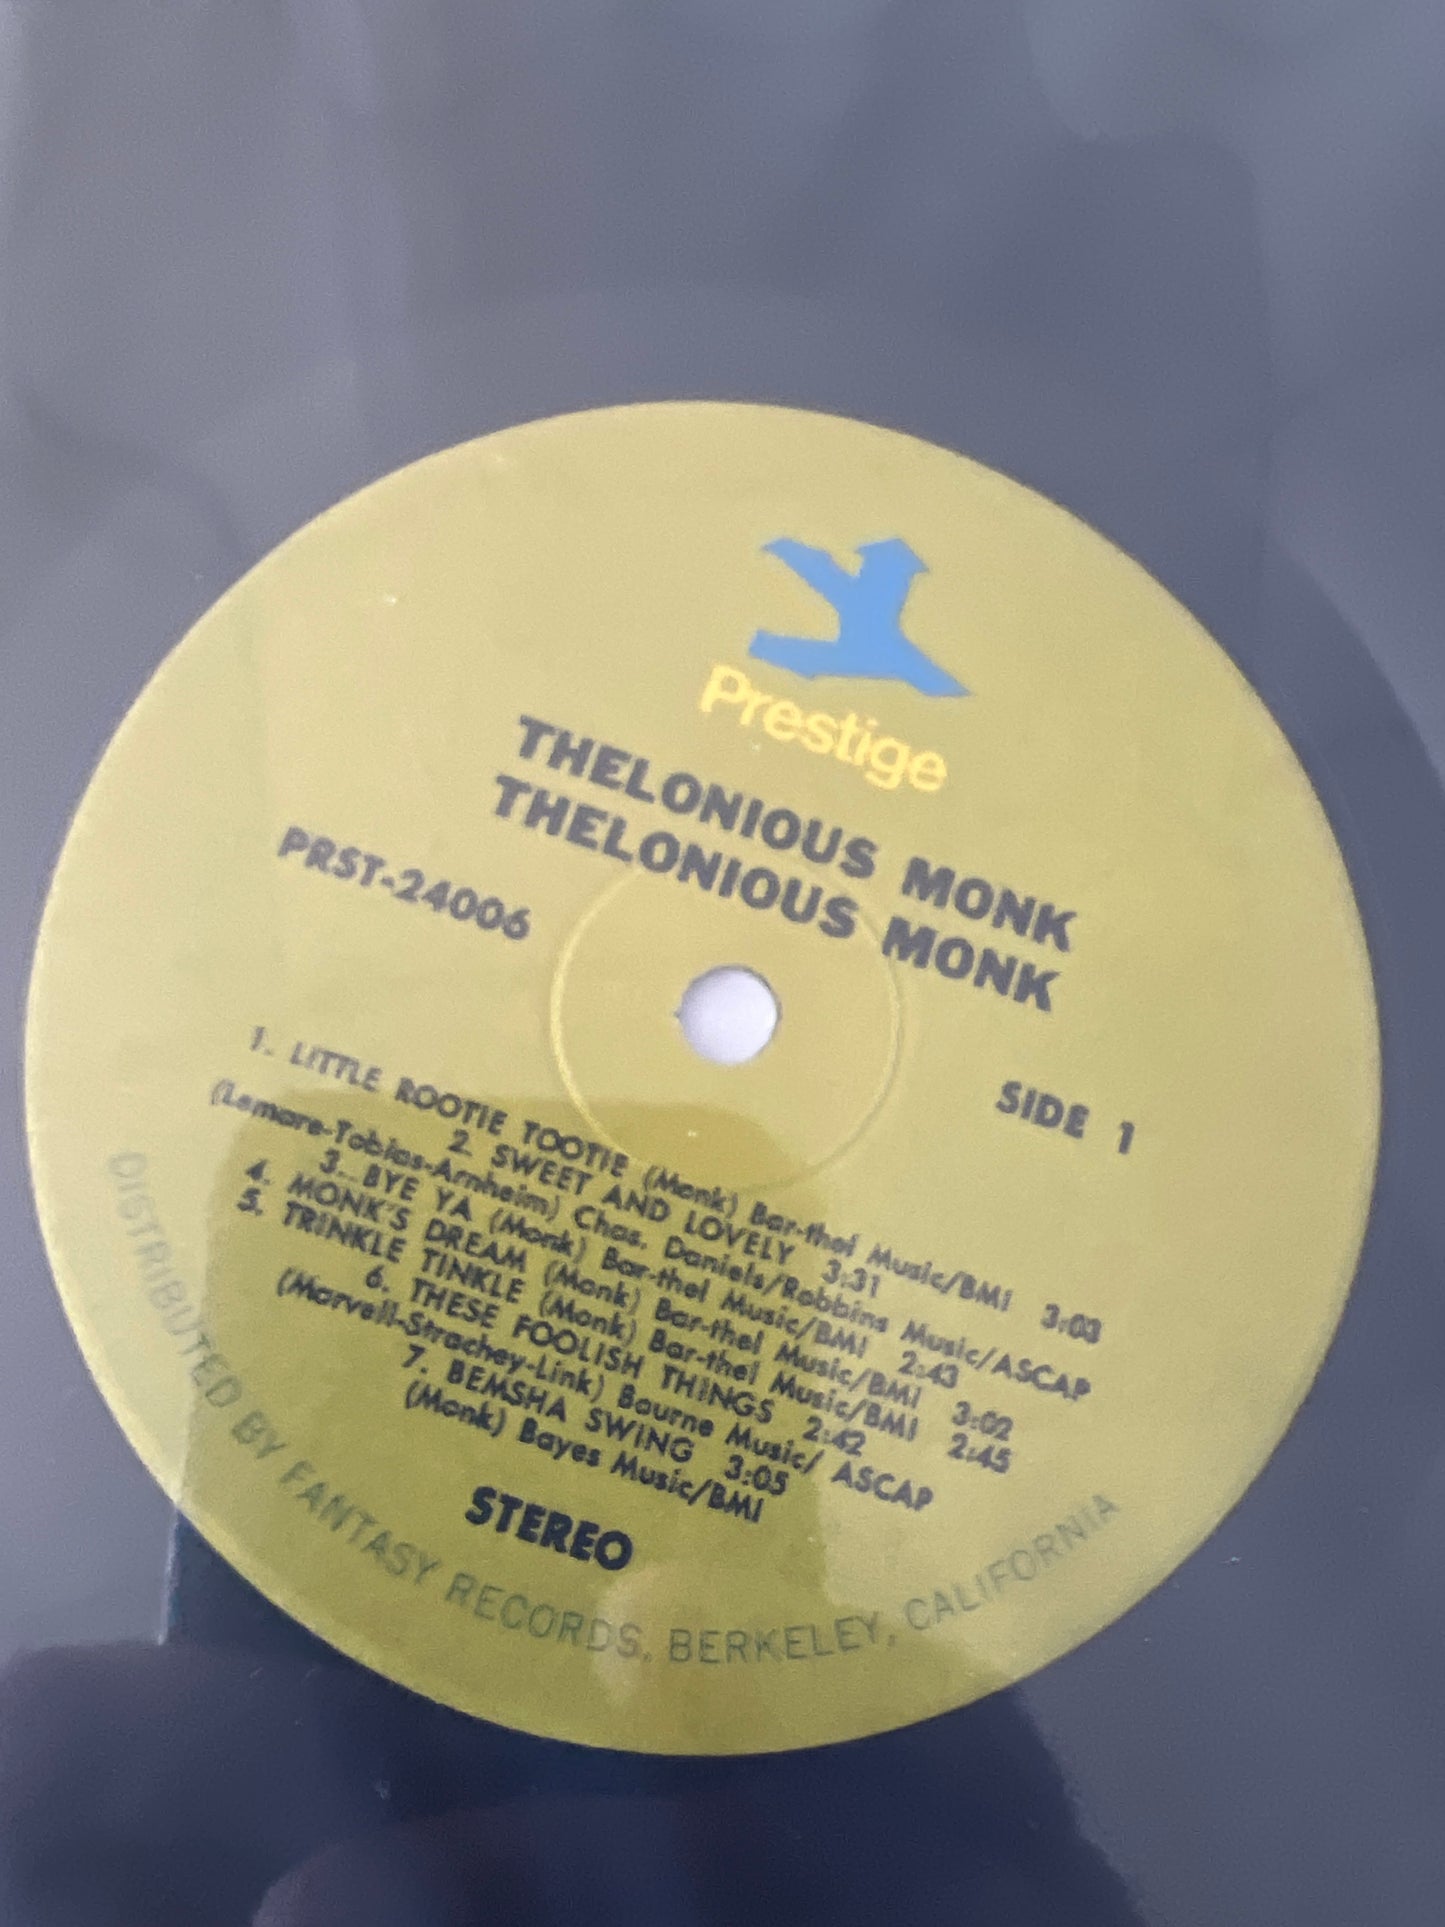 Prestige
THELONIOUS MONK
THELONIOUS MONK
PRST-24006
SIDE 1
1. LITTLE ROOTIE TOOTIE (Monk) Bar-thel Music/BMI 3:03
2. SWEET AND LOVELY 3:31
(Lemare-Tobias-Arnheim) Chas. Daniels/Robbins Music/ASCAP
3. BYE YA (Monk) Bar-thel Music/BMI 2:43
4. MONK'S DREAM (Monk) Bar-thel Music/BMI 3:02
5. TRINKLE TINKLE (Monk) Bar-thel Music/BMI 2:45
6. THESE FOOLISH THINGS 2:42
(Marvell-Strachey-Link) Bourne Music/ ASCAP
7. BEMSHA SWING 3:05
(Monk) Bayes Music/BMI
STEREO
DISTRIBUTED BY FANTASY RECORDS, BERKELEY, CALIFORNIA